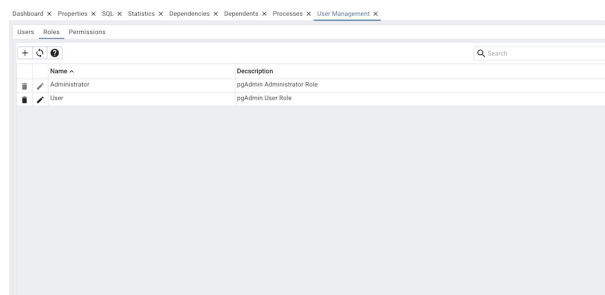 Dashboard × Properties × SQL × Statistics × Dependencies × Dependents × Processes × User Management ×
Users Roles Permissions
Search
Name Decscription
Administrator pgAdmin Administrator Role
User pgAdmin User Role